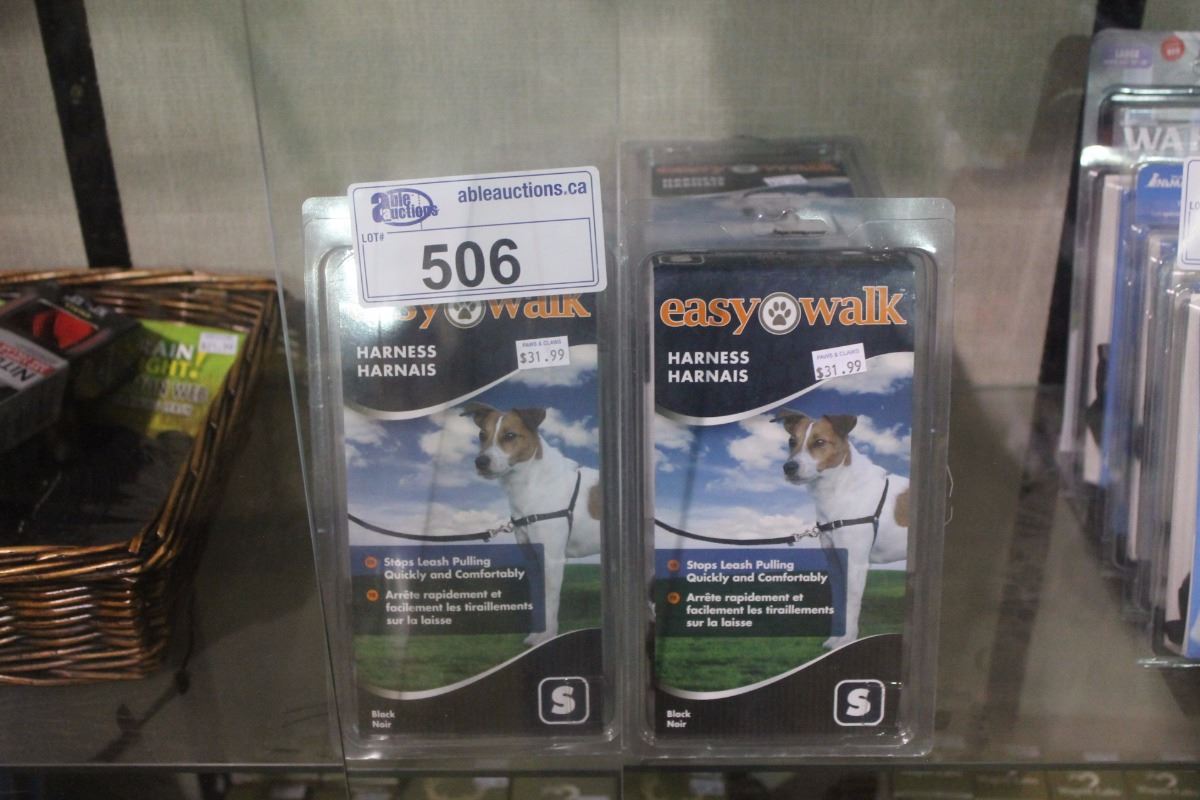 able
auctions
ableauctions.ca
LOT#
506
easy walk
HARNESS
HARNAIS
PAWS & CLAWS
$31.99
Stops Leash Pulling
Quickly and Comfortably
Arrête rapidement et
facilement les tiraillements
sur la laisse
Black
Noir
S
easy walk
HARNESS
HARNAIS
PAWS & CLAWS
$31.99
Stops Leash Pulling
Quickly and Comfortably
Arrête rapidement et
facilement les tiraillements
sur la laisse
Black
Noir
S
LARGE
WA